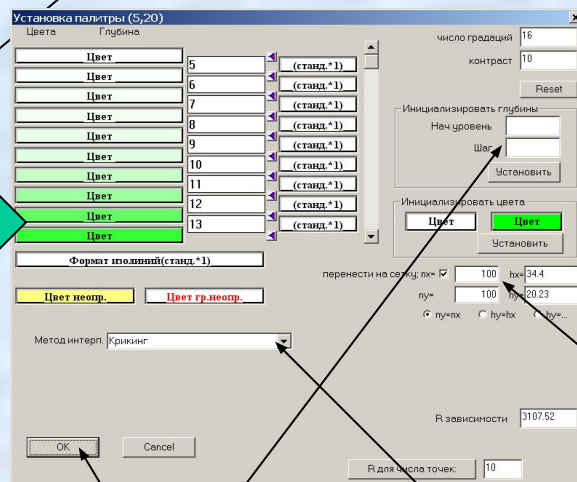 Установка палитры (5,20)
Цвета Глубина
Цвет
Цвет
Цвет
Цвет
Цвет
Цвет
Цвет
Цвет
Цвет
Цвет
5
6
7
8
9
10
11
12
13
(станд.*1)
(станд.*1)
(станд.*1)
(станд.*1)
(станд.*1)
(станд.*1)
(станд.*1)
(станд.*1)
(станд.*1)
Формат изолиний(станд.*1)
Цвет неопр. Цвет гр.неопр.
Метод интерп. Крикинг
OK Cancel
число градаций 16
контраст 10
Reset
Инициализировать глубины
Нач.уровень
Шаг
Установить
Инициализировать цвета
Цвет Цвет
Установить
перенести на сетку: nx= 100 hx= 34.4
ny= 100 hy= 20.23
ny=nx hy=hx hy=...
R зависимости 3107.52
R для числа точек: 10